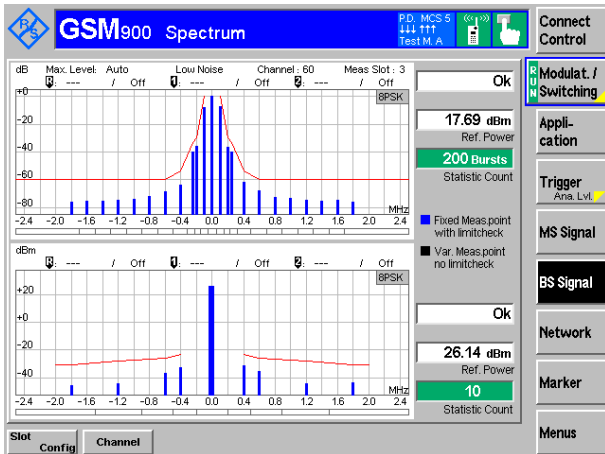 R/S GSM900 Spectrum P.D. MCS 5 Test M. A. Connect Control
dB Max. Level: Auto Low Noise Channel : 60 Meas Slot : 3
R: --- / Off 1: --- / Off 2: --- / Off
8PSK
+0
-20
-40
-60
-80
MHz
-2.4 -2.0 -1.6 -1.2 -0.8 -0.4 0.0 0.4 0.8 1.2 1.6 2.0 2.4
Ok
17.69 dBm
Ref. Power
200 Bursts
Statistic Count
Fixed Meas.point
with limitcheck
Var. Meas.point
no limitcheck
dBm
R: --- / Off 1: --- / Off 2: --- / Off
8PSK
+20
+0
-20
-40
MHz
-2.4 -1.6 -1.2 -0.8 -0.4 0.0 0.4 0.8 1.2 1.6 2.4
Ok
26.14 dBm
Ref. Power
10
Statistic Count
RUN
Modulat. /
Switching
Appli-
cation
Trigger
Ana. Lvl.
MS Signal
BS Signal
Network
Marker
Menus
Slot
Config
Channel